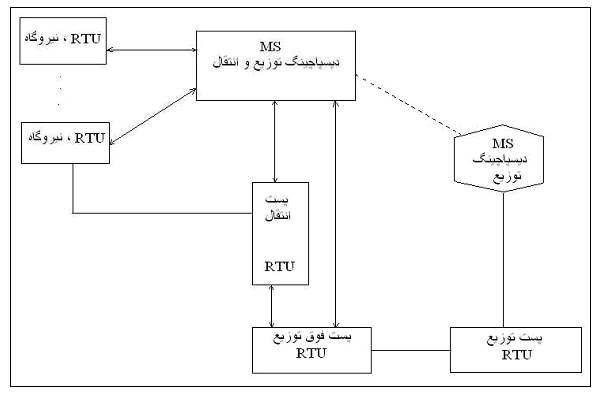 نیروگاه ، RTU
MS
دیسپاچینگ توزیع و انتقال
نیروگاه ، RTU
MS
دیسپاچینگ
توزیع
پست
انتقال
RTU
پست فوق توزیع
RTU
پست توزیع
RTU